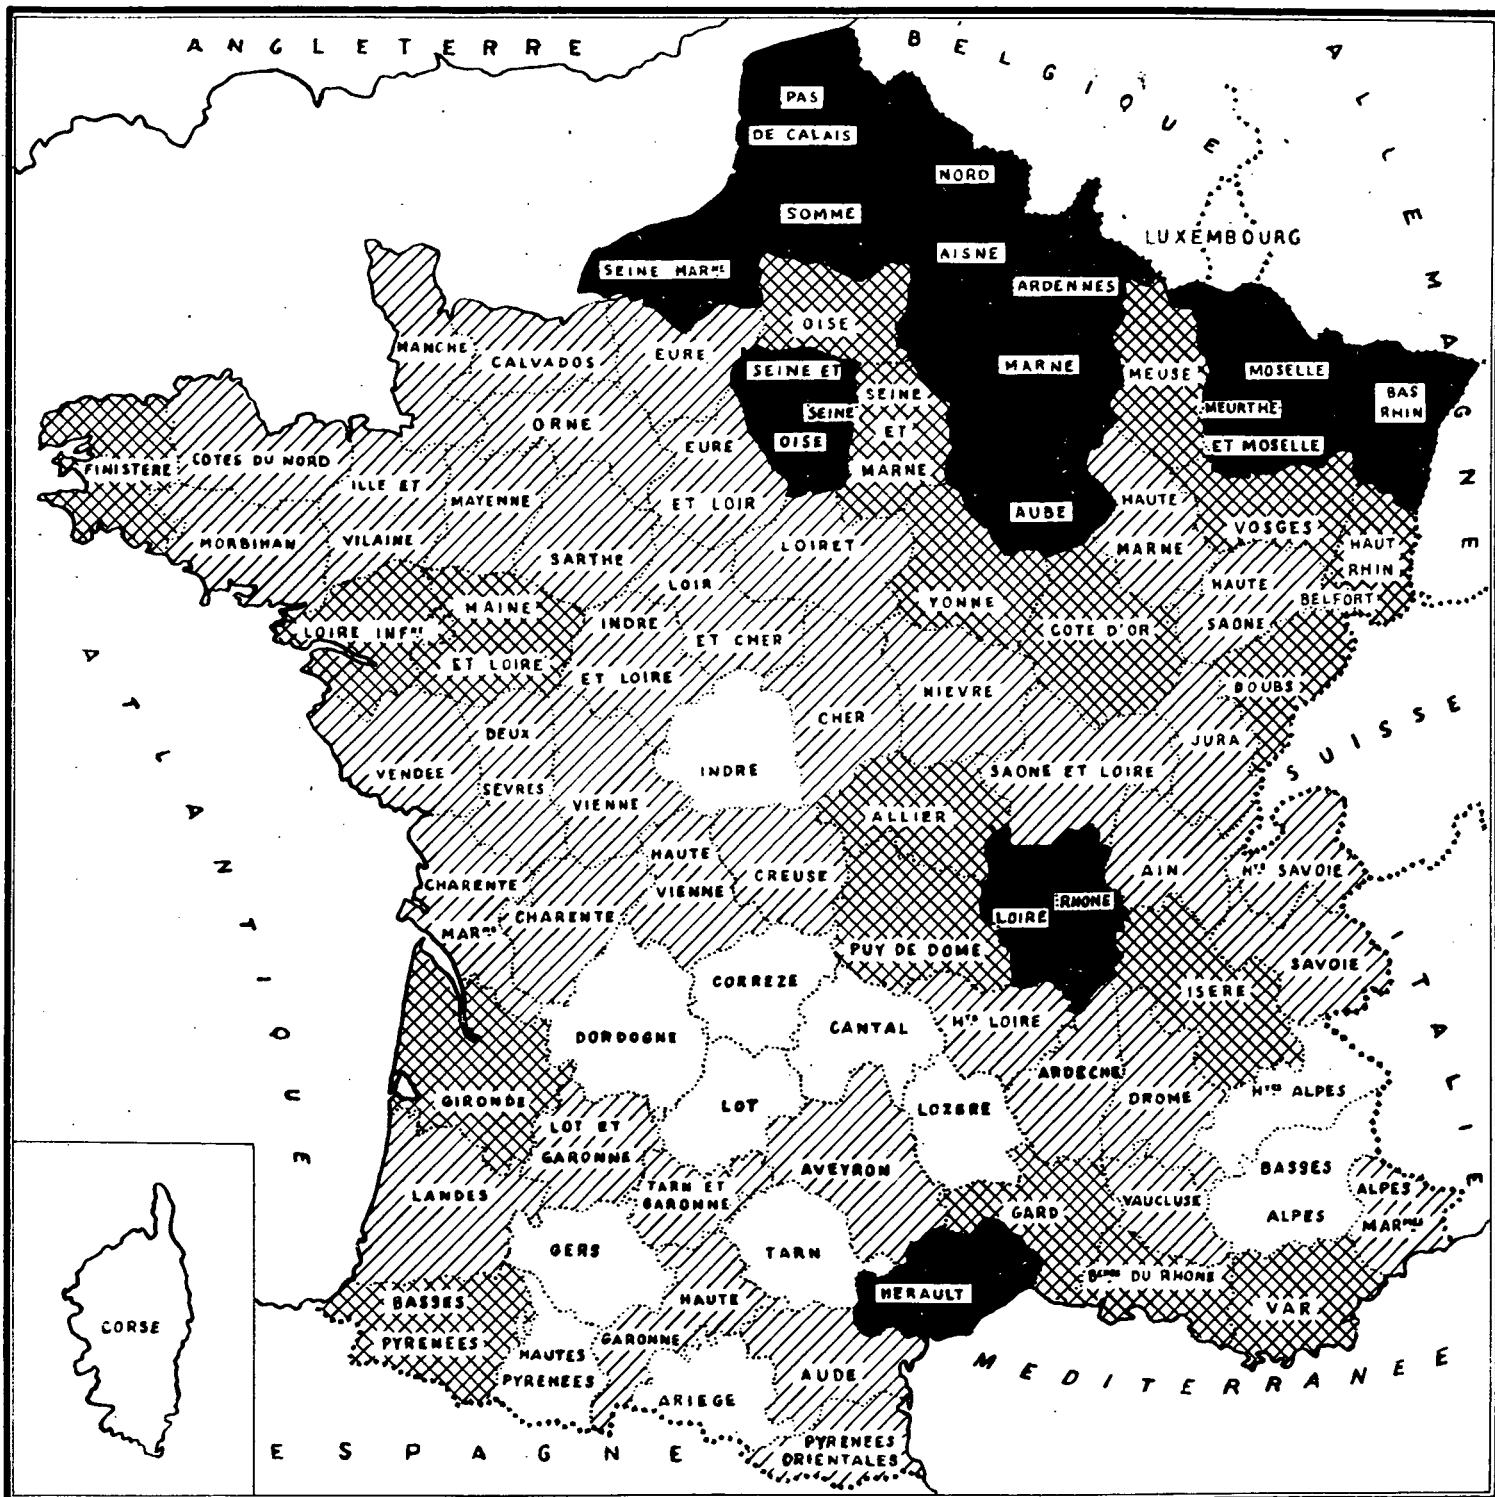 ANGLETERRE
BELGIQUE
ALLEMAGNE
PAS
DE CALAIS
NORD
SOMME
LUXEMBOURG
AISNE
SEINE MARME
ARDENNES
OISE
MANCHE
CALVADOS
EURE
SEINE ET
SEINE
OISE
MARNE
MEUSE
MOSELLE
BAS
RHIN
SEINE
ET
MARNE
MEURTHE
ET MOSELLE
ORNE
EURE
ET LOIR
FINISTERE
COTES DU NORD
ILLE ET
VILAINE
MAYENNE
AUBE
HAUTE
MARNE
VOSGES
HAUT
RHIN
MORBIHAN
SARTHE
LOIRET
LOIR
ET CHER
HAUTE
SAONE
BELFORT
LOIRE INFRE
MAINE
ET LOIRE
INDRE
ET LOIRE
YONNE
COTE D'OR
ATLANTIQUE
NIEVRE
DOUBS
SUISSE
CHER
DEUX
SEVRES
JURA
VENDEE
INDRE
SAONE ET LOIRE
VIENNE
ALLIER
HAUTE
VIENNE
CREUSE
AIN
HTE SAVOIE
CHARENTE
MARME
CHARENTE
LOIRE
RHONE
PUY DE DOME
SAVOIE
ITALIE
CORREZE
ISERE
DORDOGNE
CANTAL
HTE LOIRE
ARDECHE
DROME
HTES ALPES
GIRONDE
LOT
LOZERE
LOT ET
GARONNE
AVEYRON
BASSES
ALPES
LANDES
TARN ET
GARONNE
VAUCLUSE
ALPES
MARMES
GARD
GERS
TARN
BCHES DU RHONE
HERAULT
VAR
BASSES
PYRENEES
HAUTE
GARONNE
CORSE
HAUTES
PYRENEES
AUDE
MEDITERRANEE
ARIEGE
PYRENEES
ORIENTALES
ESPAGNE